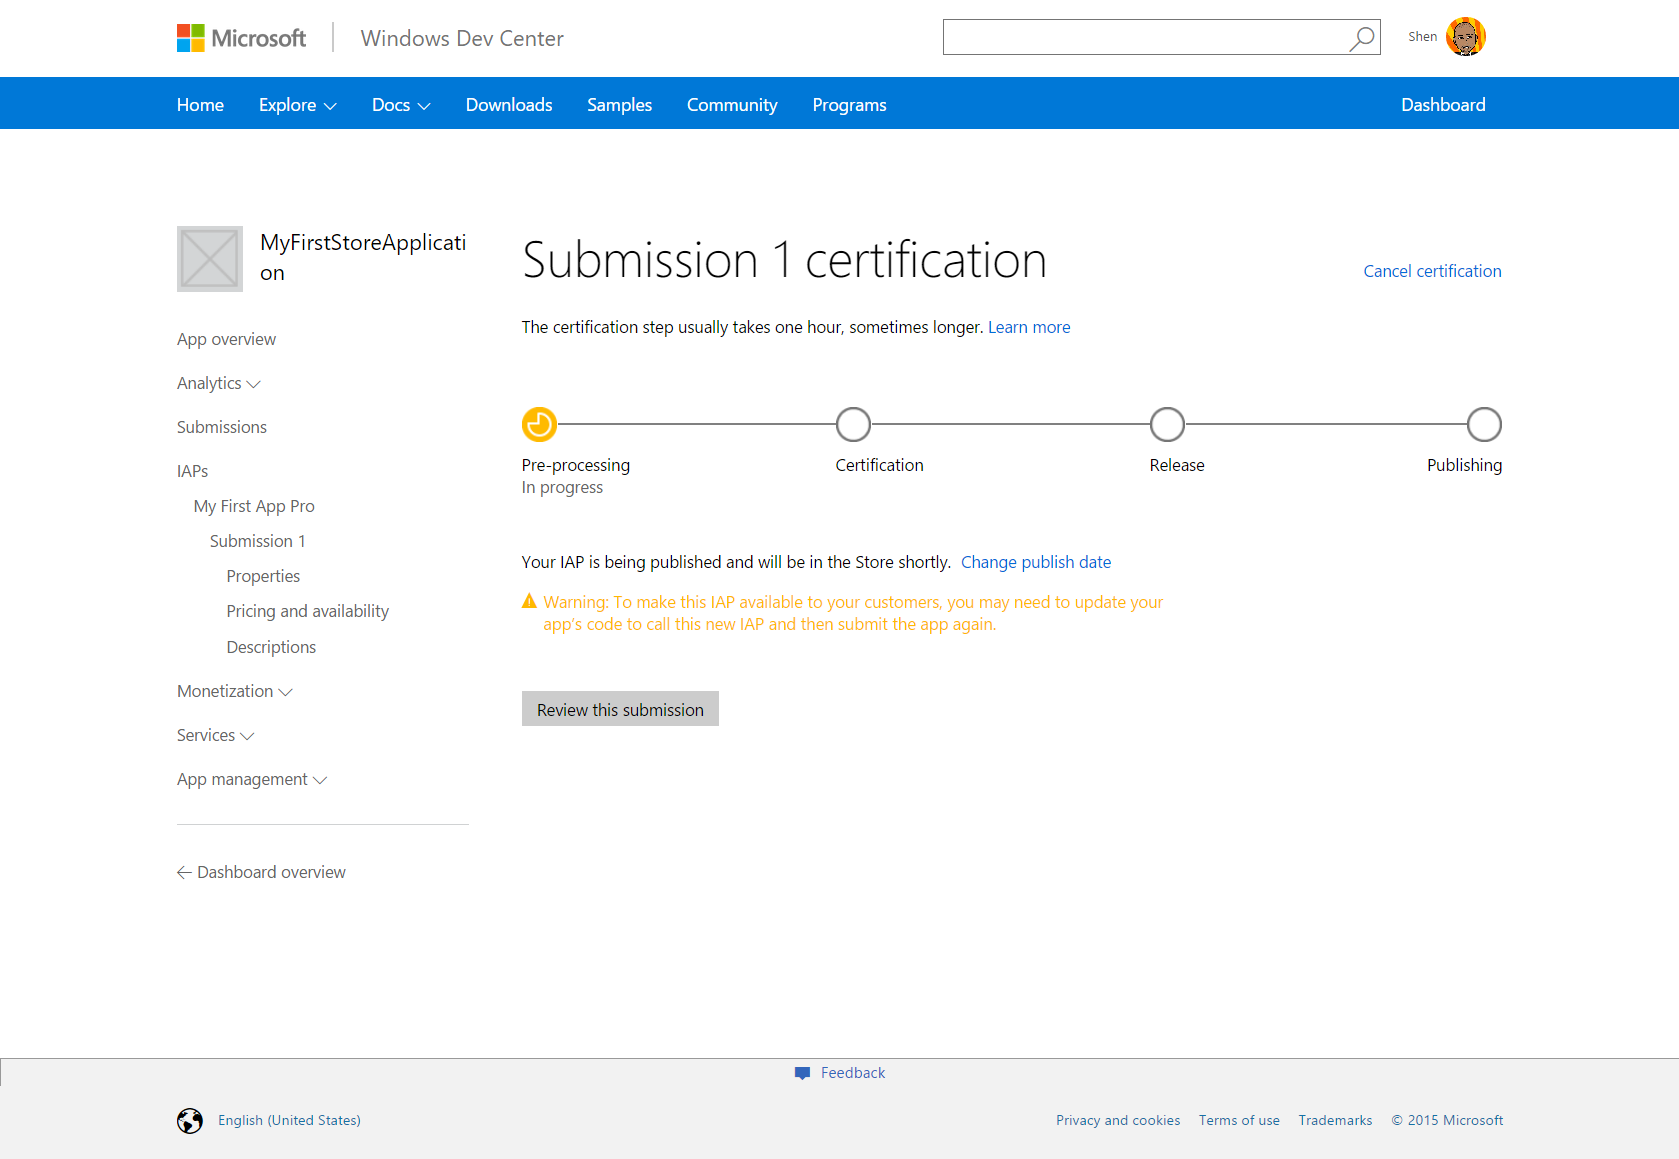 Microsoft
Windows Dev Center
Shen
Home
Explore
Docs
Downloads
Samples
Community
Programs
Dashboard
MyFirstStoreApplicati
on
App overview
Analytics
Submissions
IAPs
My First App Pro
Submission 1
Properties
Pricing and availability
Descriptions
Monetization
Services
App management
Dashboard overview
Submission 1 certification
Cancel certification
The certification step usually takes one hour, sometimes longer. Learn more
Pre-processing
In progress
Certification
Release
Publishing
Your IAP is being published and will be in the Store shortly. Change publish date
Warning: To make this IAP available to your customers, you may need to update your
app's code to call this new IAP and then submit the app again.
Review this submission
Feedback
English (United States)
Privacy and cookies
Terms of use
Trademarks
© 2015 Microsoft